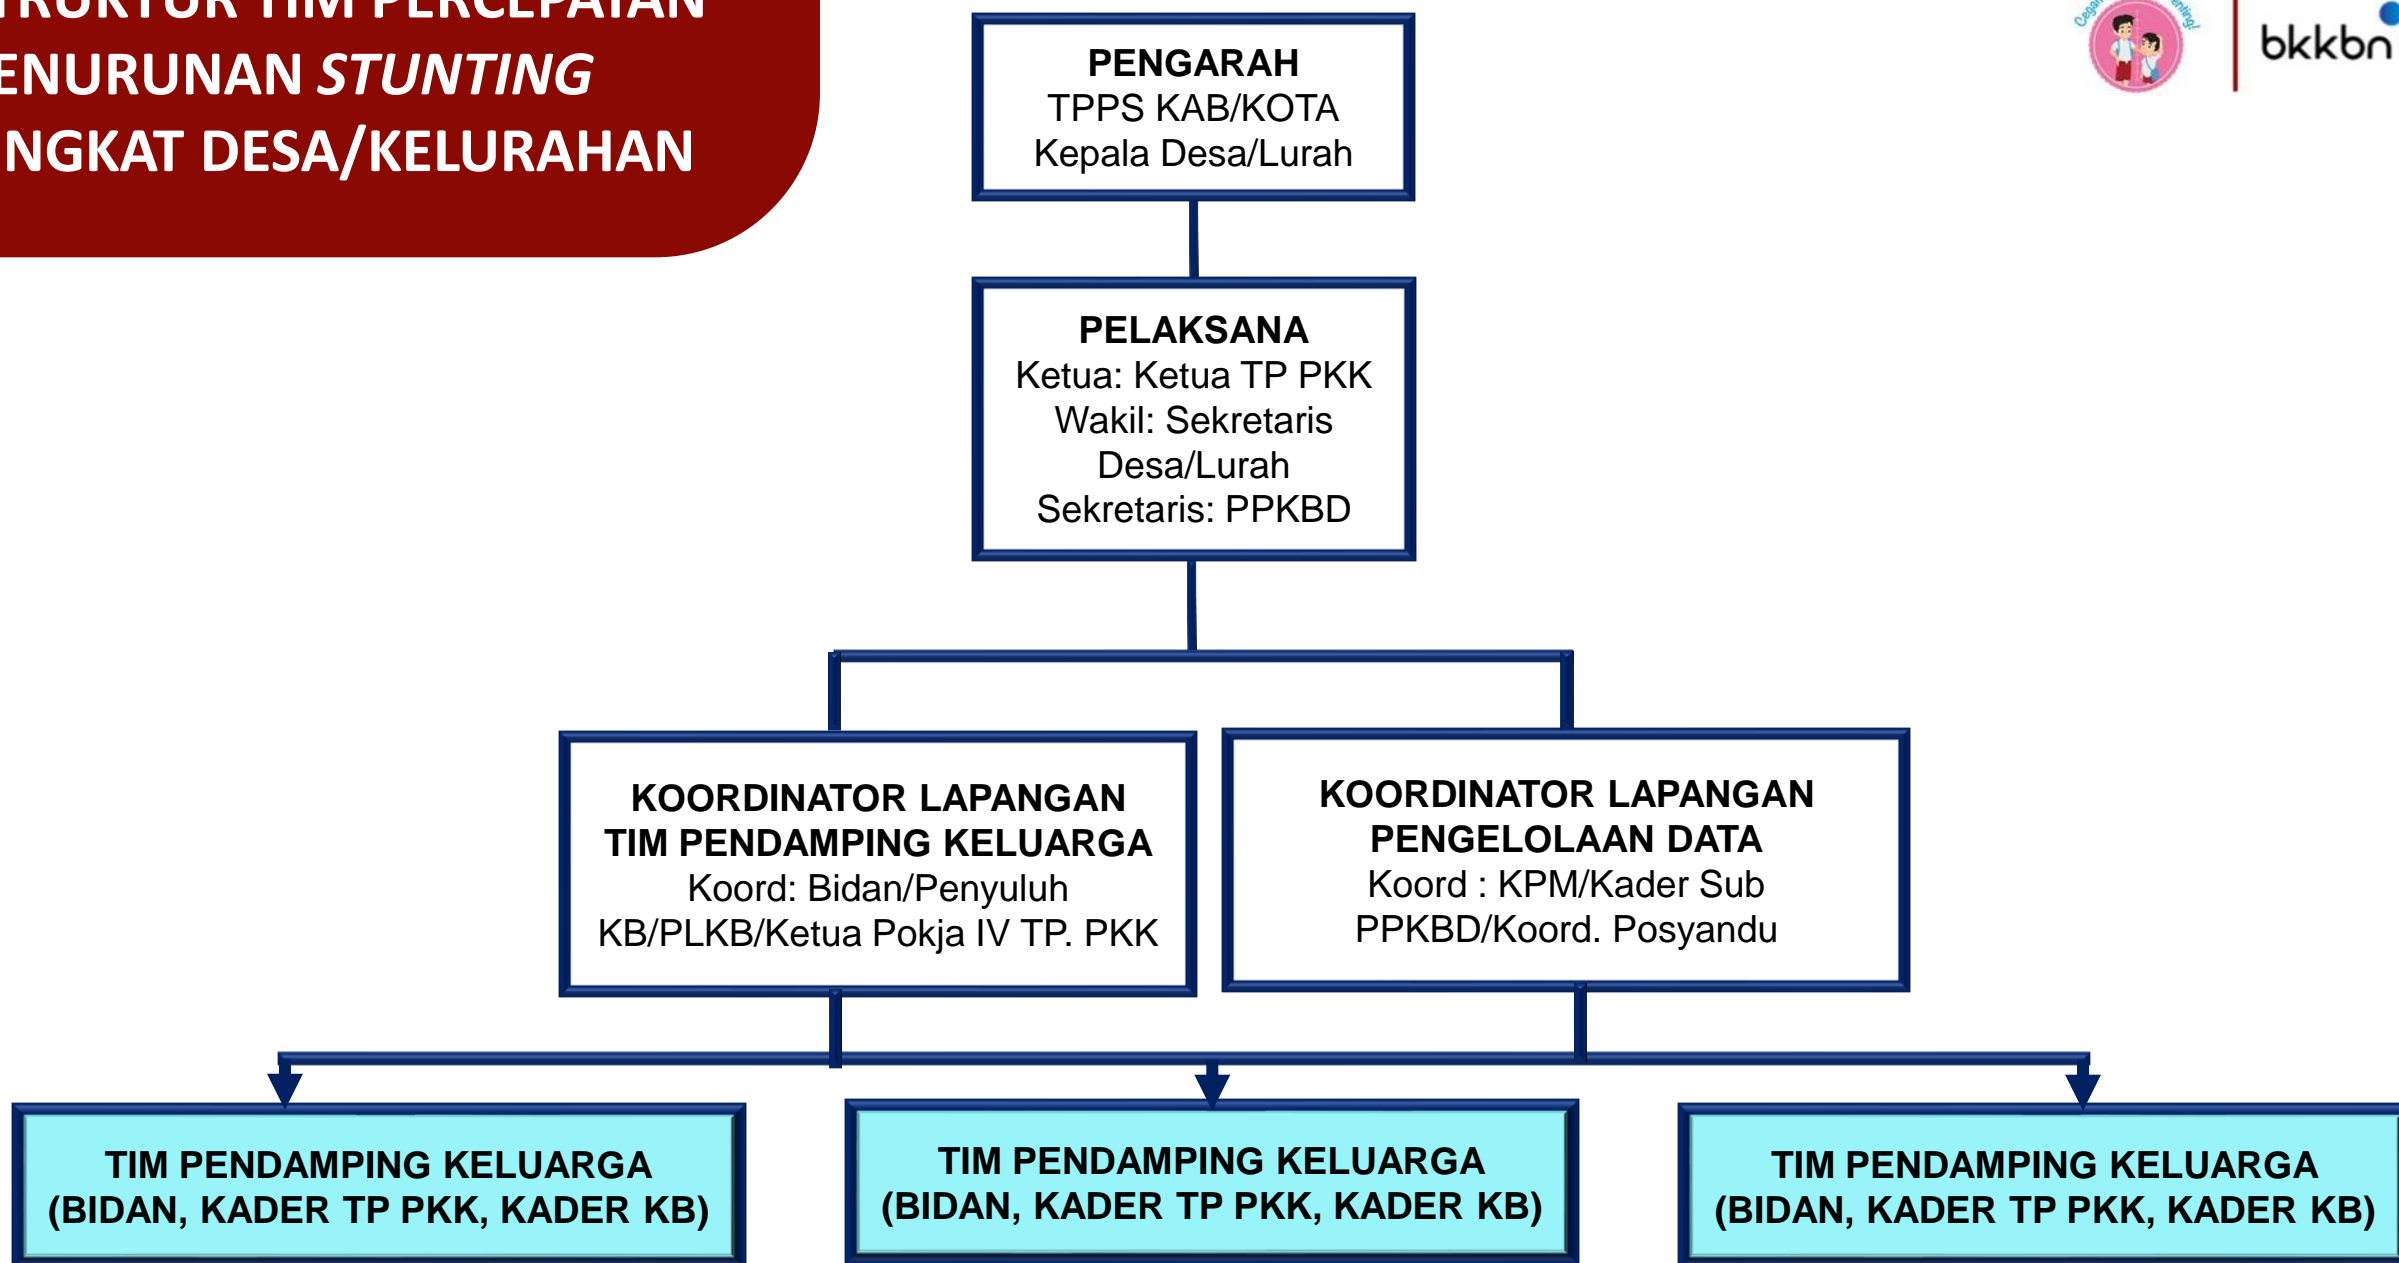 TRUKTUR TIM PERCEPATAN
ENURUNAN STUNTING
NGKAT DESA/KELURAHAN
bkkbn
PENGARAH
TPPS KAB/KOTA
Kepala Desa/Lurah
PELAKSANA
Ketua: Ketua TP PKK
Wakil: Sekretaris
Desa/Lurah
Sekretaris: PPKBD
KOORDINATOR LAPANGAN
TIM PENDAMPING KELUARGA
Koord: Bidan/Penyuluh
KB/PLKB/Ketua Pokja IV TP. PKK
KOORDINATOR LAPANGAN
PENGELOLAAN DATA
Koord : KPM/Kader Sub
PPKBD/Koord. Posyandu
TIM PENDAMPING KELUARGA
(BIDAN, KADER TP PKK, KADER KB)
TIM PENDAMPING KELUARGA
(BIDAN, KADER TP PKK, KADER KB)
TIM PENDAMPING KELUARGA
(BIDAN, KADER TP PKK, KADER KB)